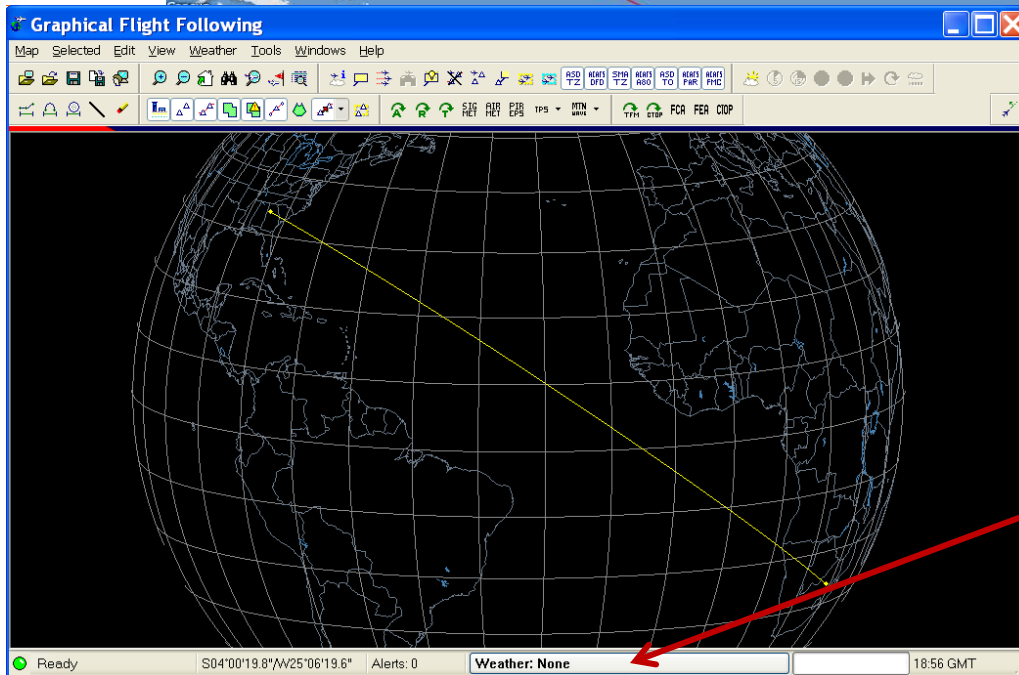 Graphical Flight Following
Map Selected Edit View Weather Tools Windows Help
ASD TZ ACARS DFD SMA TZ ACARS A80 ASD TO ACARS PAR ACARS FMC
A R T SIG MET AIR MET PIR EPS TPS MTN WAVE TFM CTOP FCA FEA CTOP
Ready S04°00'19.8"/W25°06'19.6" Alerts: 0 Weather: None 18:56 GMT